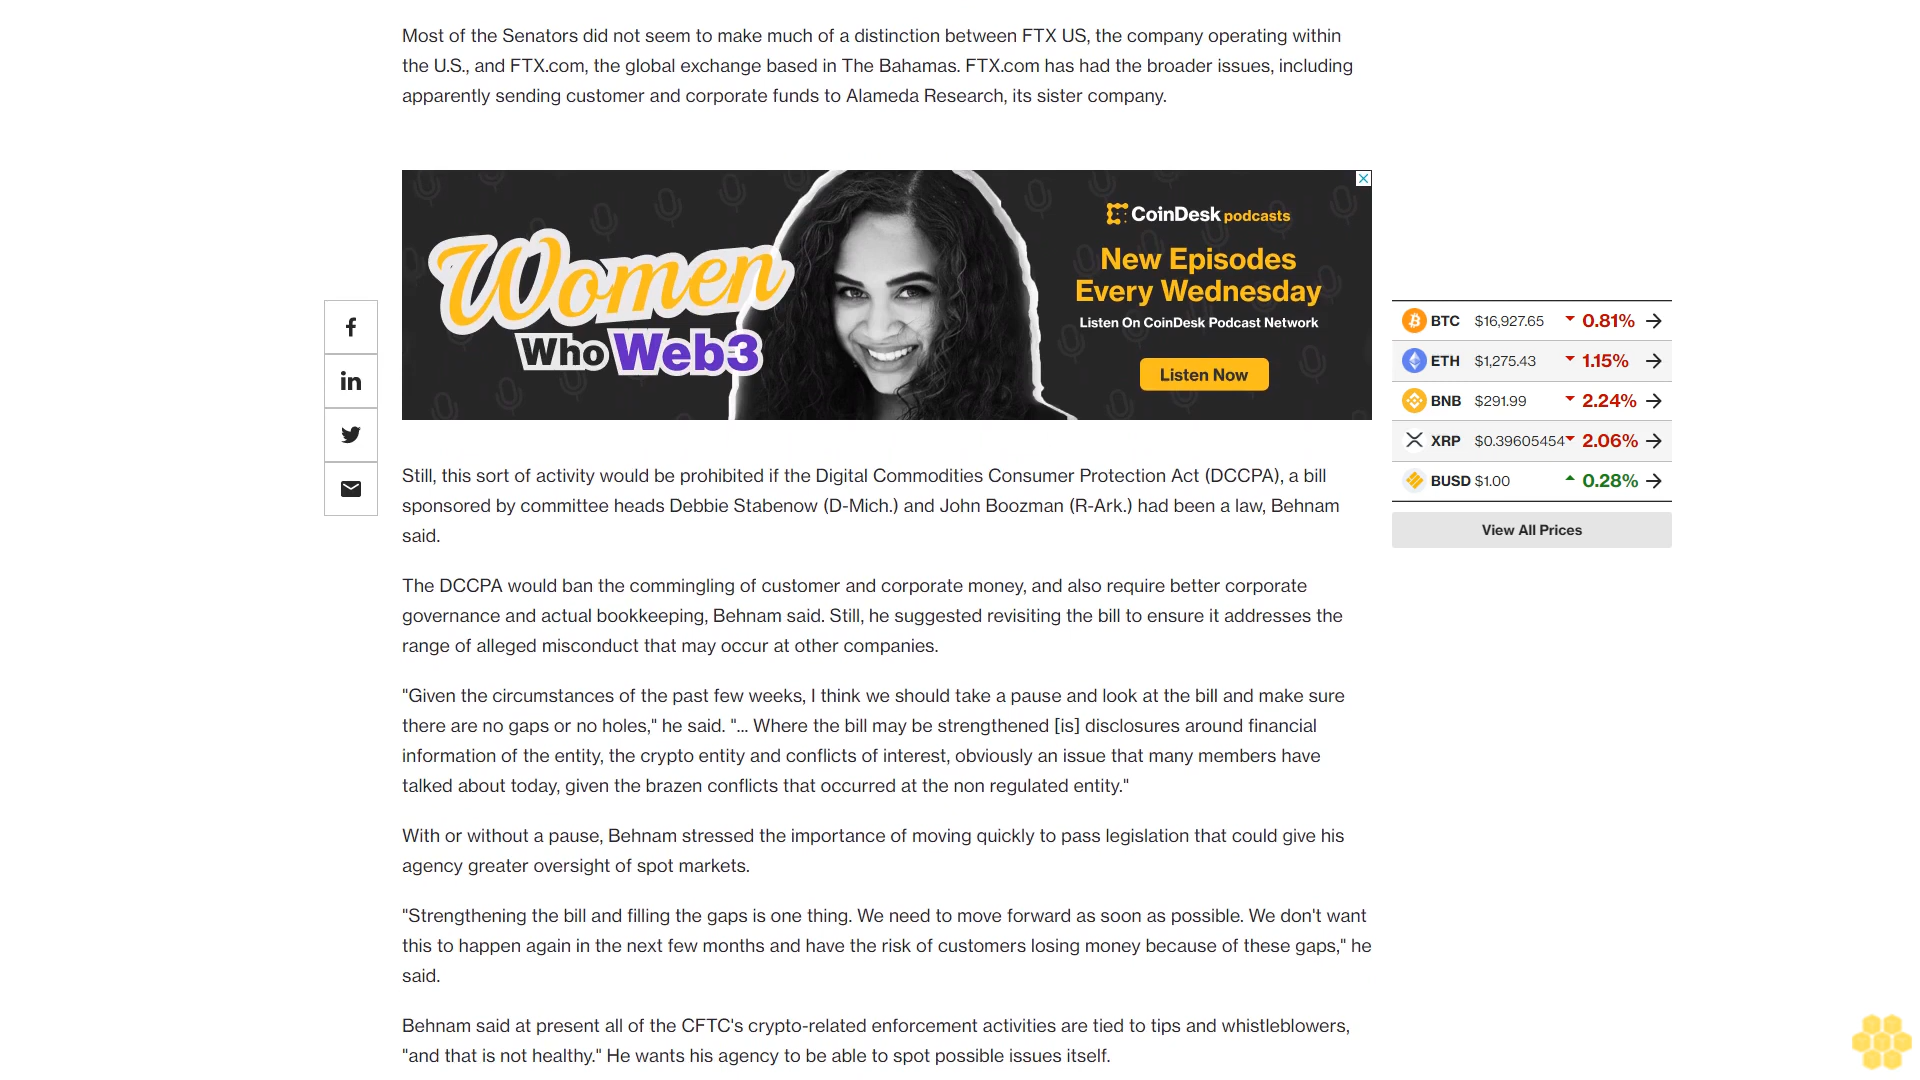 Most of the Senators did not seem to make much of a distinction between FTX US, the company operating within
the U.S., and FTX.com, the global exchange based in The Bahamas. FTX.com has had the broader issues, including
apparently sending customer and corporate funds to Alameda Research, its sister company.
Women
Who Web3
CoinDesk podcasts
New Episodes
Every Wednesday
Listen On CoinDesk Podcast Network
Listen Now
BTC $16,927.65 0.81%
ETH $1,275.43 1.15%
BNB $291.99 2.24%
XRP $0.39605454 2.06%
BUSD $1.00 0.28%
View All Prices
Still, this sort of activity would be prohibited if the Digital Commodities Consumer Protection Act (DCCPA), a bill
sponsored by committee heads Debbie Stabenow (D-Mich.) and John Boozman (R-Ark.) had been a law, Behnam
said.
The DCCPA would ban the commingling of customer and corporate money, and also require better corporate
governance and actual bookkeeping, Behnam said. Still, he suggested revisiting the bill to ensure it addresses the
range of alleged misconduct that may occur at other companies.
"Given the circumstances of the past few weeks, I think we should take a pause and look at the bill and make sure
there are no gaps or no holes," he said. "... Where the bill may be strengthened [is] disclosures around financial
information of the entity, the crypto entity and conflicts of interest, obviously an issue that many members have
talked about today, given the brazen conflicts that occurred at the non regulated entity."
With or without a pause, Behnam stressed the importance of moving quickly to pass legislation that could give his
agency greater oversight of spot markets.
"Strengthening the bill and filling the gaps is one thing. We need to move forward as soon as possible. We don't want
this to happen again in the next few months and have the risk of customers losing money because of these gaps," he
said.
Behnam said at present all of the CFTC's crypto-related enforcement activities are tied to tips and whistleblowers,
"and that is not healthy." He wants his agency to be able to spot possible issues itself.